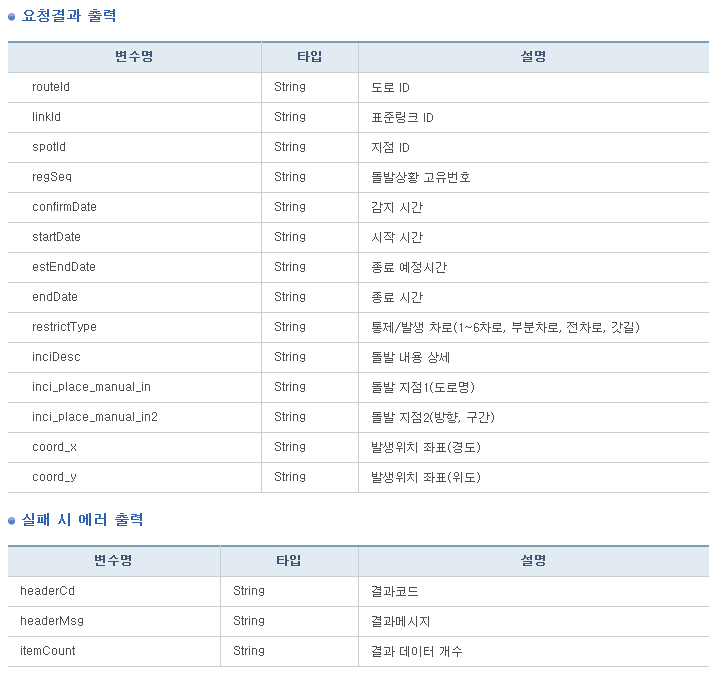 요청결과 출력
변수명 타입 설명
routeId String 도로 ID
linkId String 표준링크 ID
spotId String 지점 ID
regSeq String 돌발상황 고유번호
confirmDate String 감지 시간
startDate String 시작 시간
estEndDate String 종료 예정시간
endDate String 종료 시간
restrictType String 통제/발생 차로(1~6차로, 부분차로, 전차로, 갓길)
inciDesc String 돌발 내용 상세
inci_place_manual_in String 돌발 지점1(도로명)
inci_place_manual_in2 String 돌발 지점2(방향, 구간)
coord_x String 발생위치 좌표(경도)
coord_y String 발생위치 좌표(위도)
실패 시 에러 출력
변수명 타입 설명
headerCd String 결과코드
headerMsg String 결과메시지
itemCount String 결과 데이터 개수